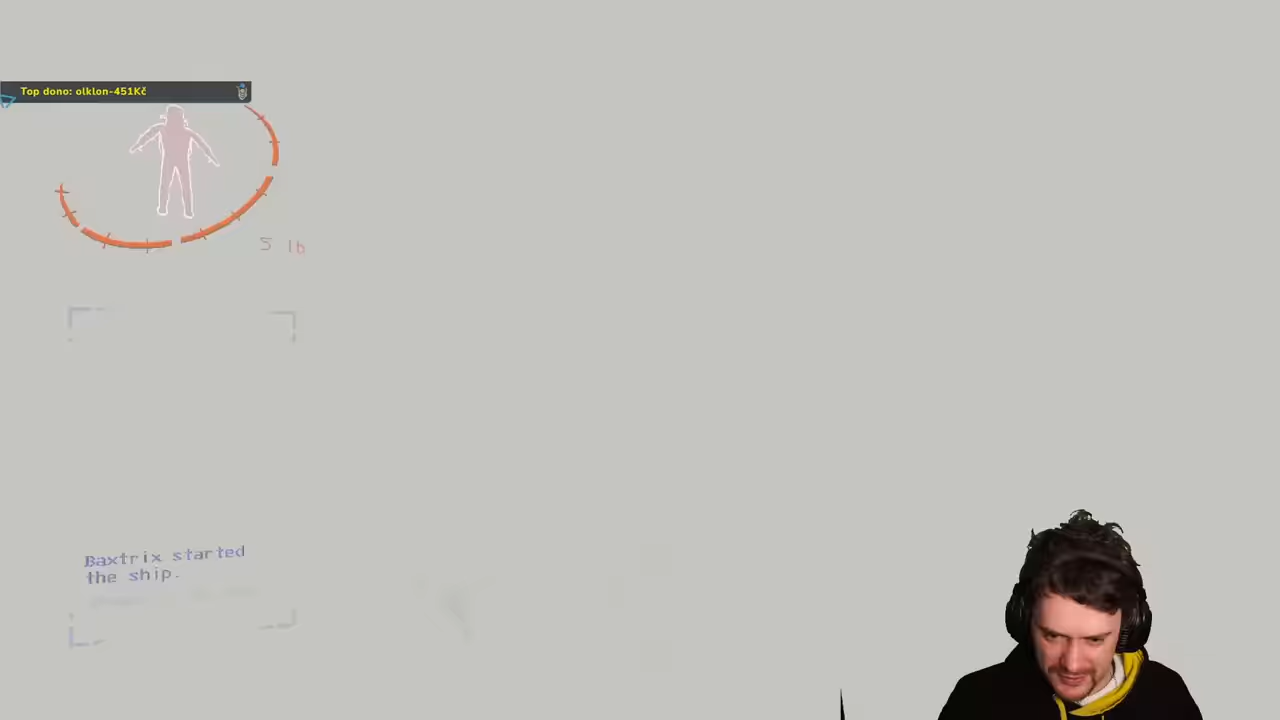 Top dono: olklon-451Kč
5 lb
Baxtrix started
the ship.